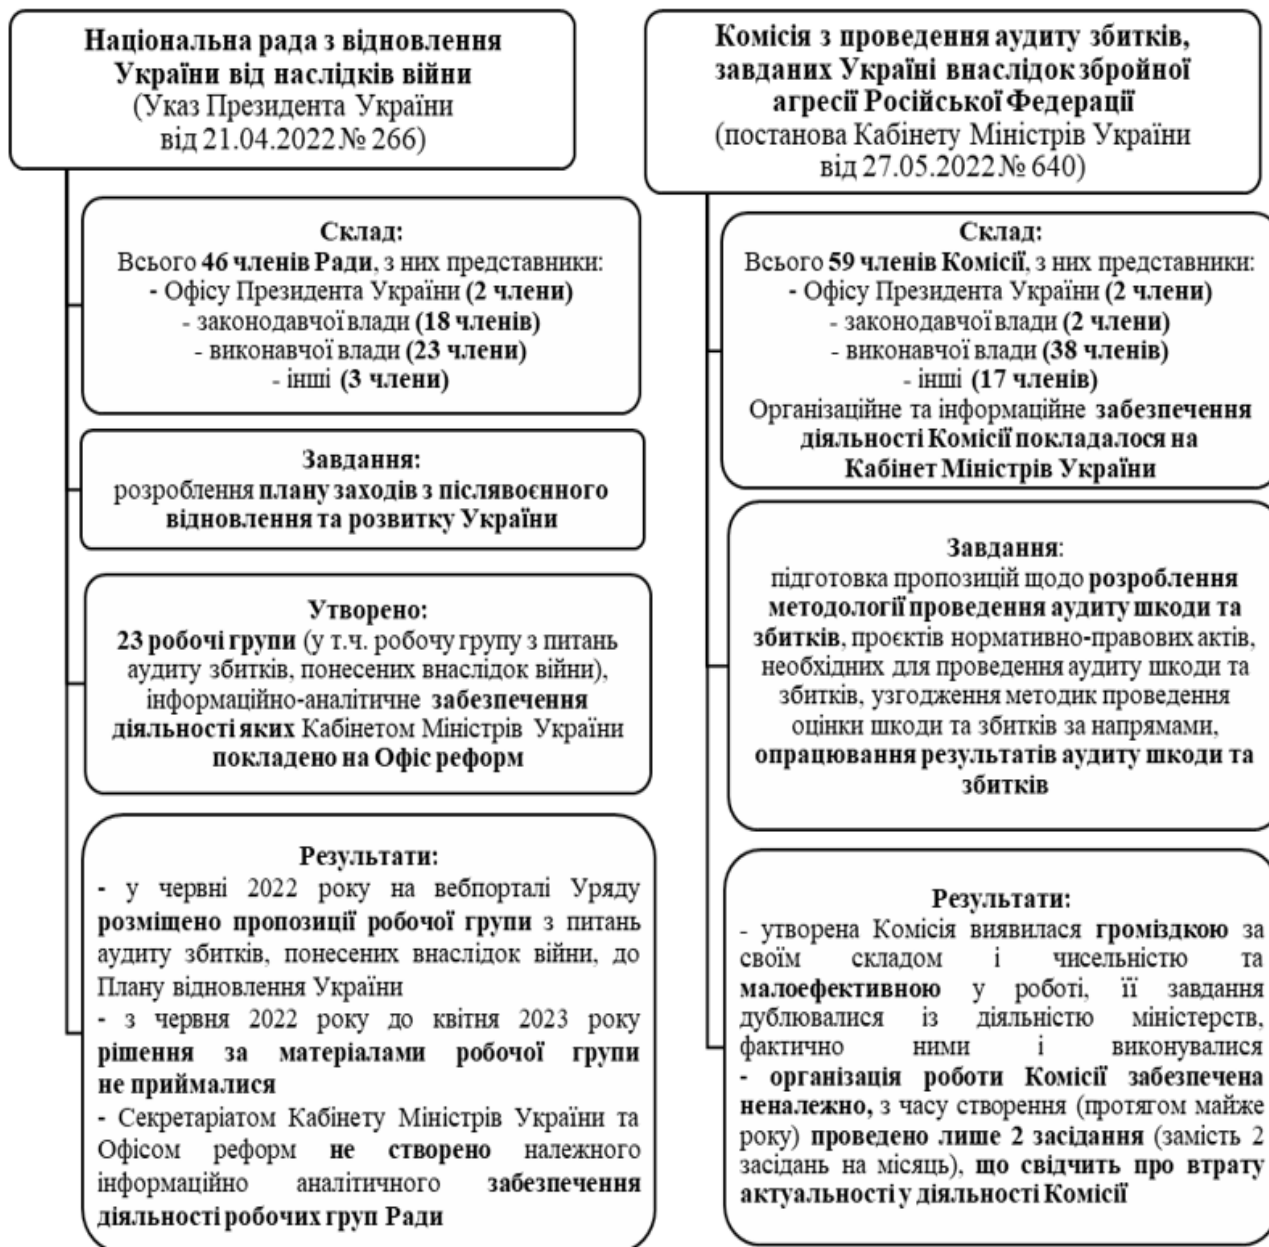 Національна рада з відновлення
України від наслідків війни
(Указ Президента України
від 21.04.2022 № 266)
Склад:
Всього 46 членів Ради, з них представники:
- Офісу Президента України (2 члени)
- законодавчої влади (18 членів)
- виконавчої влади (23 члени)
- інші (3 члени)
Завдання:
розроблення плану заходів з післявоєнного
відновлення та розвитку України
Утворено:
23 робочі групи (у т.ч. робочу групу з питань
аудиту збитків, понесених внаслідок війни),
інформаційно-аналітичне забезпечення
діяльності яких Кабінетом Міністрів України
покладено на Офіс реформ
Результати:
- у червні 2022 року на вебпорталі Уряду
розміщено пропозиції робочої групи з питань
аудиту збитків, понесених внаслідок війни, до
Плану відновлення України
- з червня 2022 року до квітня 2023 року
рішення за матеріалами робочої групи
не приймалися
- Секретаріатом Кабінету Міністрів України та
Офісом реформ не створено належного
інформаційно аналітичного забезпечення
діяльності робочих груп Ради
Комісія з проведення аудиту збитків,
завданих Україні внаслідок збройної
агресії Російської Федерації
(постанова Кабінету Міністрів України
від 27.05.2022 № 640)
Склад:
Всього 59 членів Комісії, з них представники:
- Офісу Президента України (2 члени)
- законодавчої влади (2 члени)
- виконавчої влади (38 членів)
- інші (17 членів)
Організаційне та інформаційне забезпечення
діяльності Комісії покладалося на
Кабінет Міністрів України
Завдання:
підготовка пропозицій щодо розроблення
методології проведення аудиту шкоди та
збитків, проєктів нормативно-правових актів,
необхідних для проведення аудиту шкоди та
збитків, узгодження методик проведення
оцінки шкоди та збитків за напрямами,
опрацювання результатів аудиту шкоди та
збитків
Результати:
- утворена Комісія виявилася громіздкою за
своїм складом і чисельністю та
малоефективною у роботі, її завдання
дублювалися із діяльністю міністерств,
фактично ними і виконувалися
- організація роботи Комісії забезпечена
неналежно, з часу створення (протягом майже
року) проведено лише 2 засідання (замість 2
засідань на місяць), що свідчить про втрату
актуальності у діяльності Комісії